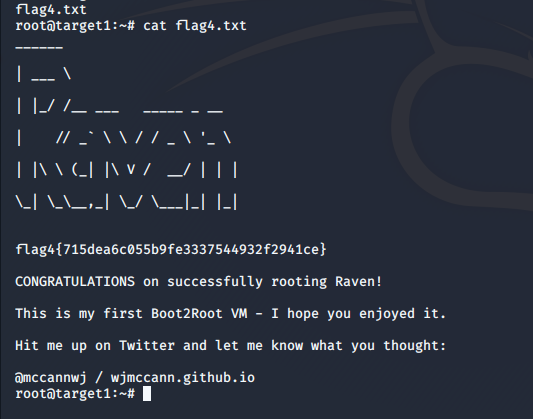 flag4.txt
root@target1:~# cat flag4.txt
______
| ___ \
| |_/ /__ ___   _____ _ __
|    // _` \ \ / / _ \ '_ \
| |\ \ (_| |\ V /  __/ | | |
\_| \_\__,_| \_/ \___|_| |_|
flag4{715dea6c055b9fe3337544932f2941ce}
CONGRATULATIONS on successfully rooting Raven!
This is my first Boot2Root VM - I hope you enjoyed it.
Hit me up on Twitter and let me know what you thought:
@mccannwj / wjmccann.github.io
root@target1:~#